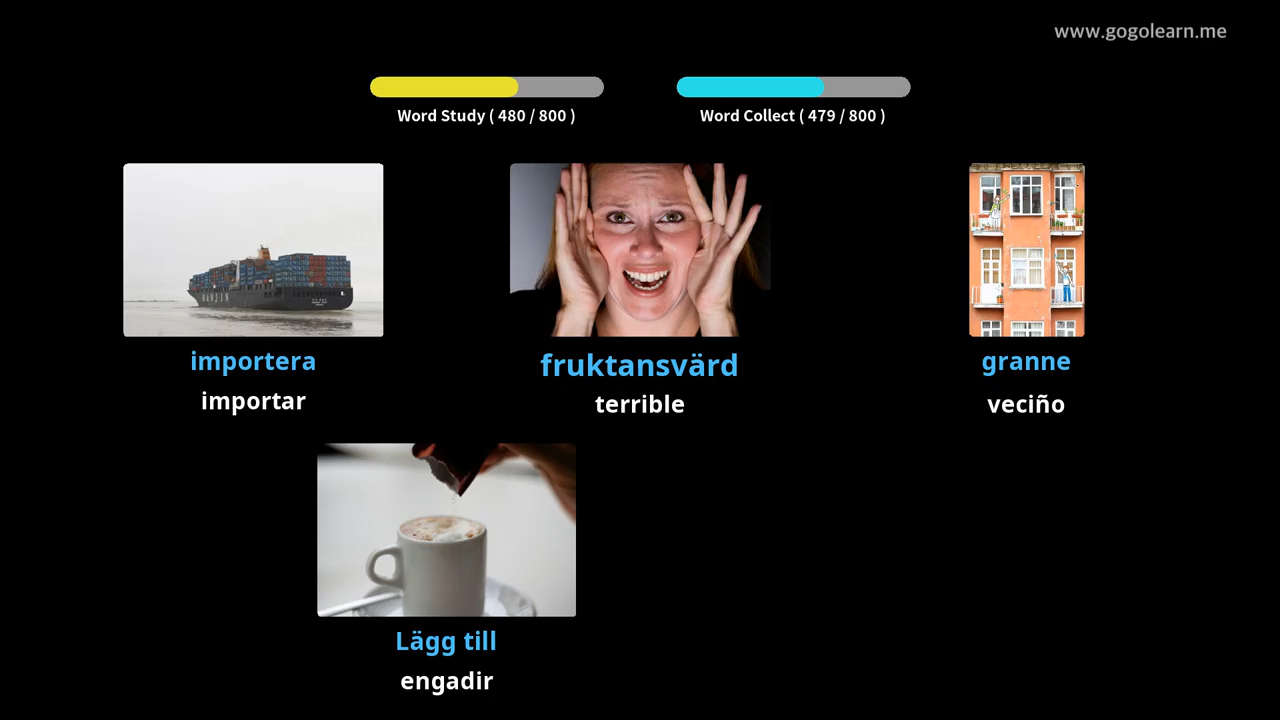 www.gogolearn.me
Word Study ( 480 / 800 )
Word Collect ( 479 / 800 )
importera
importar
fruktansvärd
terrible
granne
veciño
Lägg till
engadir